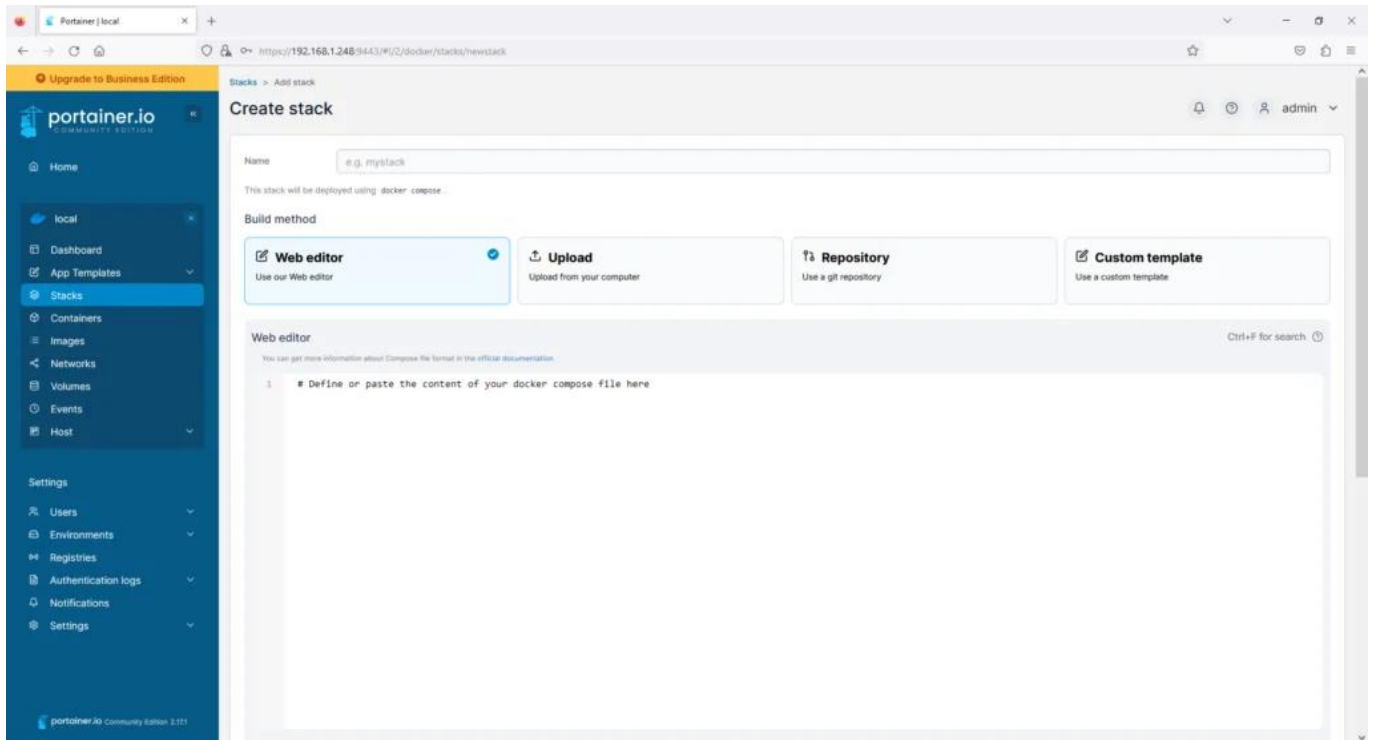 Portainer | local
https://192.168.1.248:9443/#!/2/docker/stacks/newstack
Upgrade to Business Edition
portainer.io
COMMUNITY EDITION
Home
local
Dashboard
App Templates
Stacks
Containers
Images
Networks
Volumes
Events
Host
Settings
Users
Environments
Registries
Authentication logs
Notifications
Settings
portainer.io Community Edition 2.17.1
Stacks > Add stack
Create stack
admin
Name
e.g. mystack
This stack will be deployed using docker compose.
Build method
Web editor
Use our Web editor
Upload
Upload from your computer
Repository
Use a git repository
Custom template
Use a custom template
Web editor
Ctrl+F for search
You can get more information about Compose file format in the official documentation.
1 # Define or paste the content of your docker compose file here